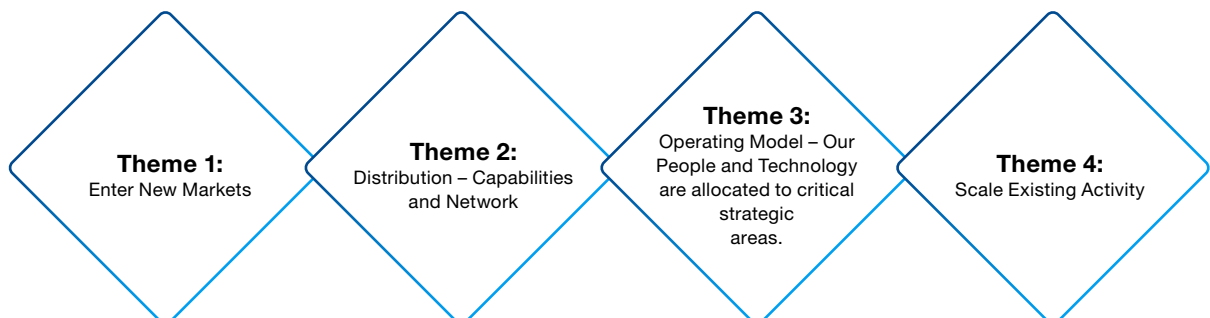 Theme 1:
Enter New Markets
Theme 2:
Distribution – Capabilities
and Network
Theme 3:
Operating Model – Our
People and Technology
are allocated to critical
strategic
areas.
Theme 4:
Scale Existing Activity